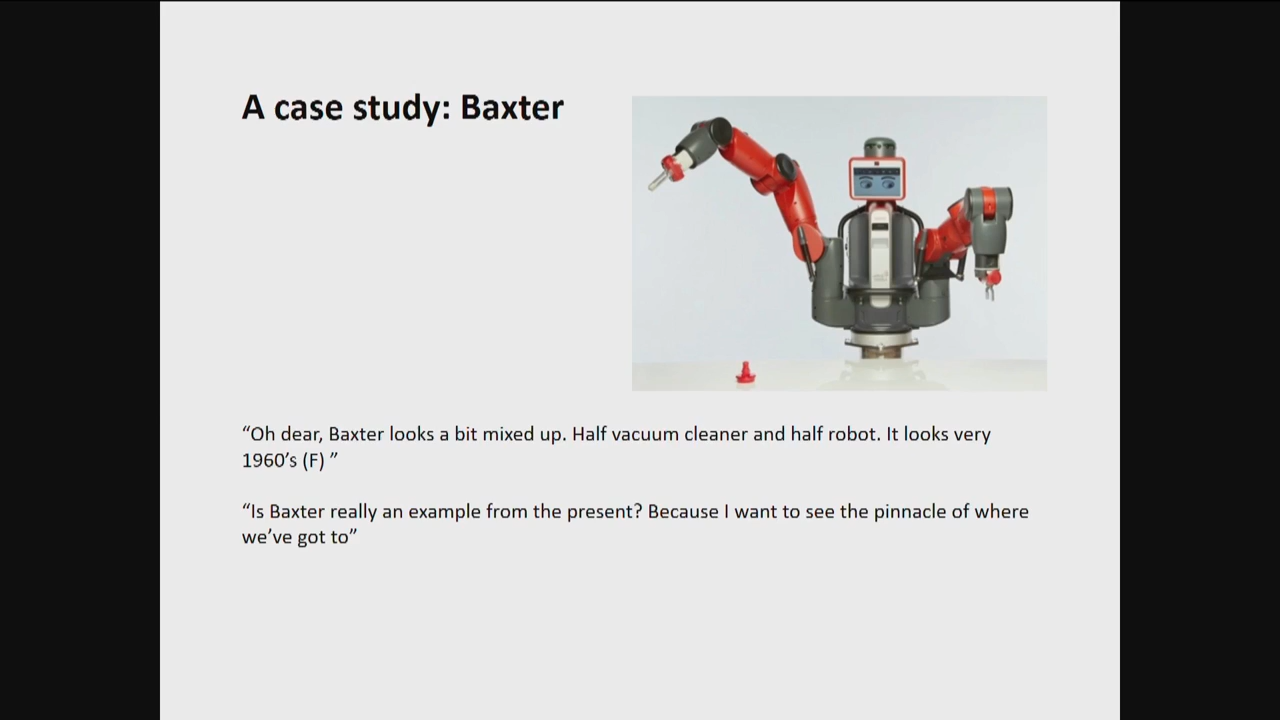 A case study: Baxter
“Oh dear, Baxter looks a bit mixed up. Half vacuum cleaner and half robot. It looks very
1960’s (F) ”
“Is Baxter really an example from the present? Because I want to see the pinnacle of where
we’ve got to”